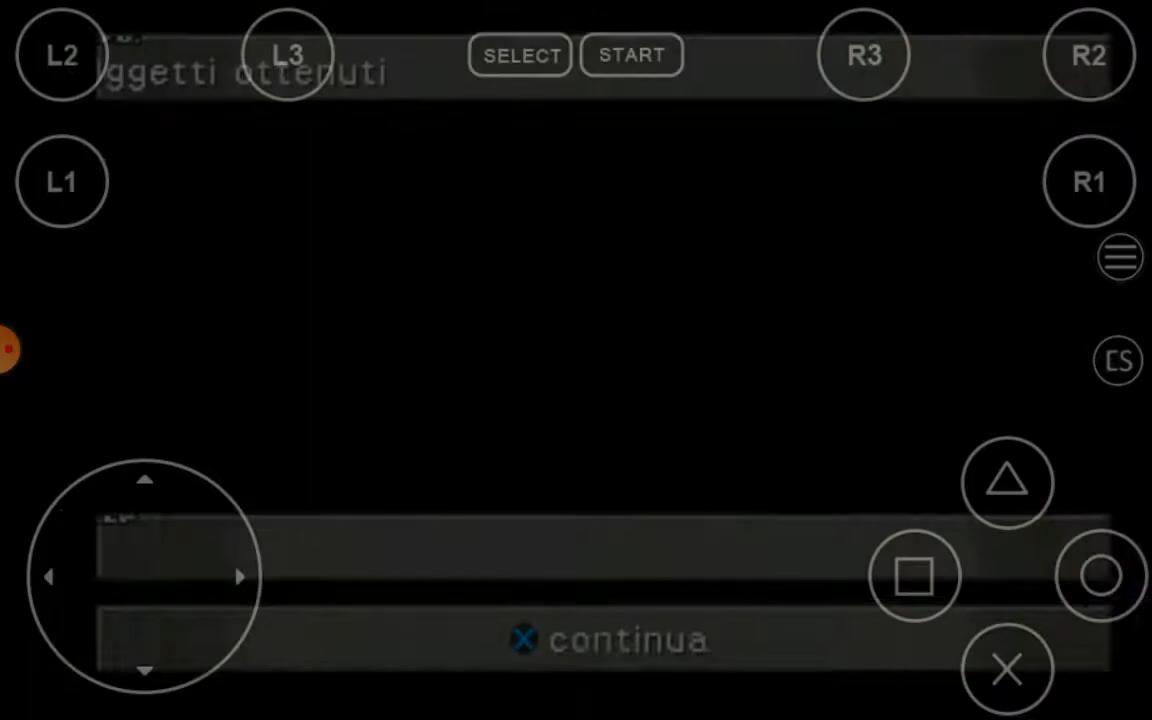 L2
L3
SELECT
START
R3
R2
ggetti ottenuti
L1
R1
continua